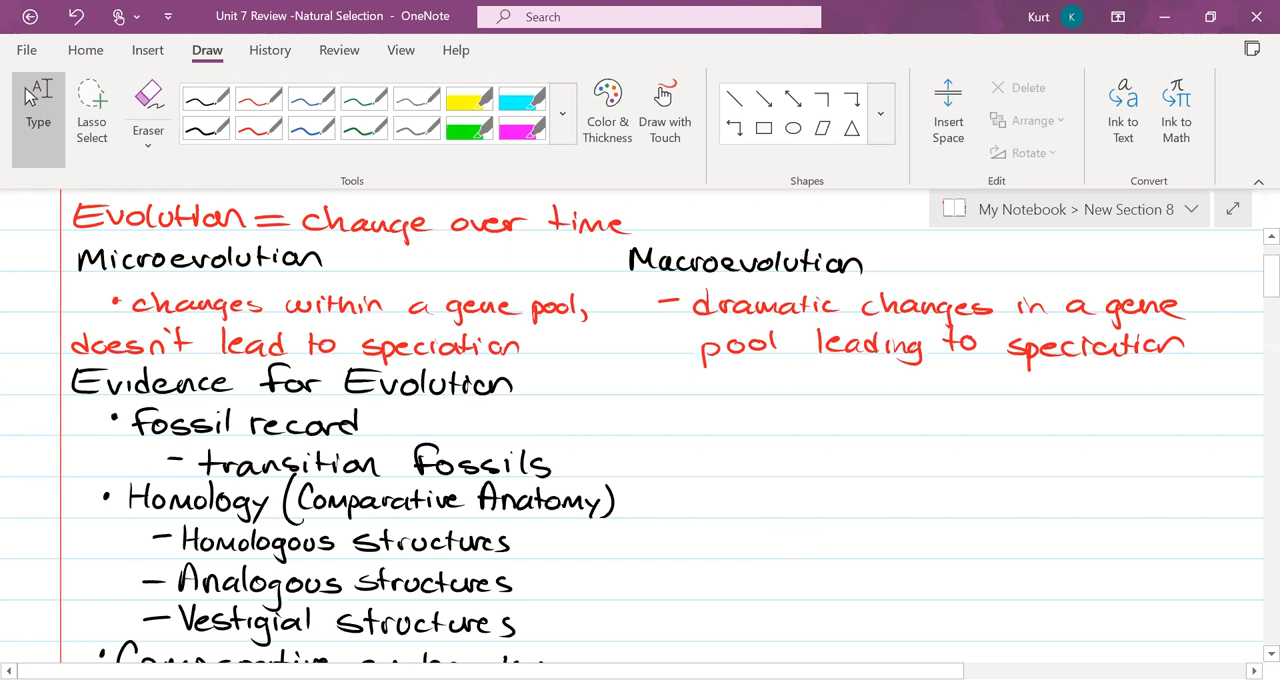 Unit 7 Review -Natural Selection - OneNote
Search
Kurt
K
File Home Insert Draw History Review View Help
Type
Lasso Select
Eraser
Color & Thickness
Draw with Touch
Insert Space
Delete
Arrange
Rotate
Ink to Text
Ink to Math
Tools
Shapes
Edit
Convert
My Notebook > New Section 8
Evolution = change over time
Microevolution Macroevolution
• changes within a gene pool, - dramatic changes in a gene
doesn't lead to speciation pool leading to speciation
Evidence for Evolution
• Fossil record
- transition fossils
• Homology (Comparative Anatomy)
- Homologous structures
- Analogous structures
- Vestigial structures
• Comparative